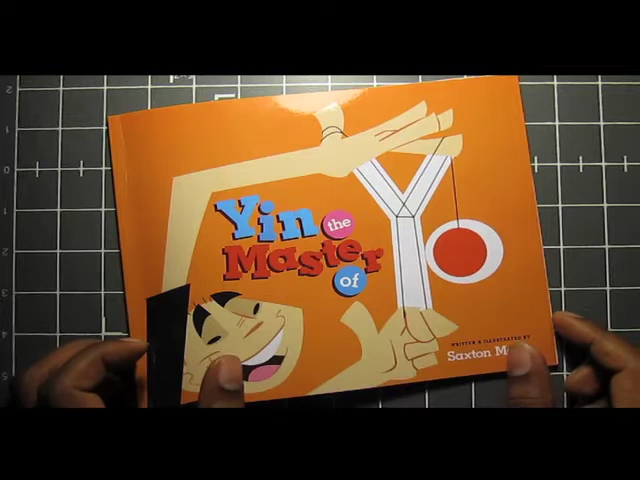 Yin the
Master
of
YO
WRITTEN & ILLUSTRATED BY
Saxton